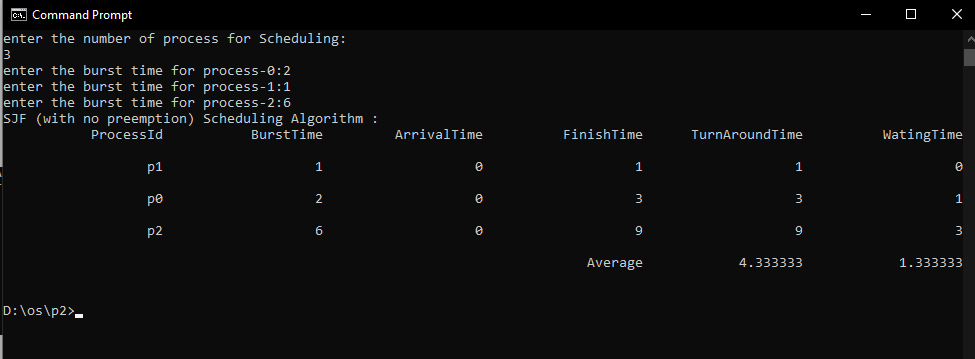 Command Prompt
enter the number of process for Scheduling:
3
enter the burst time for process-0:2
enter the burst time for process-1:1
enter the burst time for process-2:6
SJF (with no preemption) Scheduling Algorithm :
ProcessId BurstTime ArrivalTime FinishTime TurnAroundTime WatingTime
p1 1 0 1 1 0
p0 2 0 3 3 1
p2 6 0 9 9 3
Average 4.333333 1.333333
D:\os\p2>